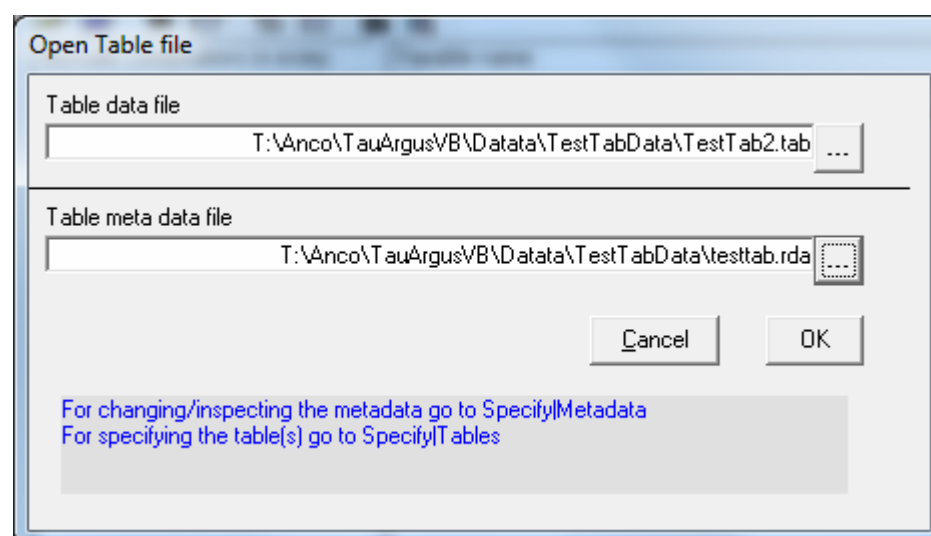 Open Table file
Table data file
T:\Anco\TauArgusVB\Datata\TestTabData\TestTab2.tab
...
Table meta data file
T:\Anco\TauArgusVB\Datata\TestTabData\testtab.rda
...
Cancel
OK
For changing/inspecting the metadata go to Specify|Metadata
For specifying the table(s) go to Specify|Tables